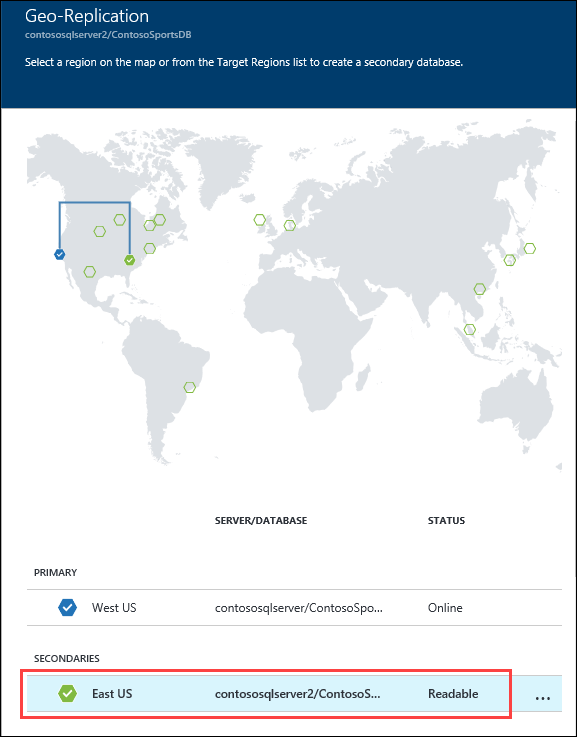 Geo-Replication
contososqlserver2/ContosoSportsDB
Select a region on the map or from the Target Regions list to create a secondary database.
SERVER/DATABASE STATUS
PRIMARY
West US contososqlserver/ContosoSpo... Online
SECONDARIES
East US contososqlserver2/ContosoS... Readable ...